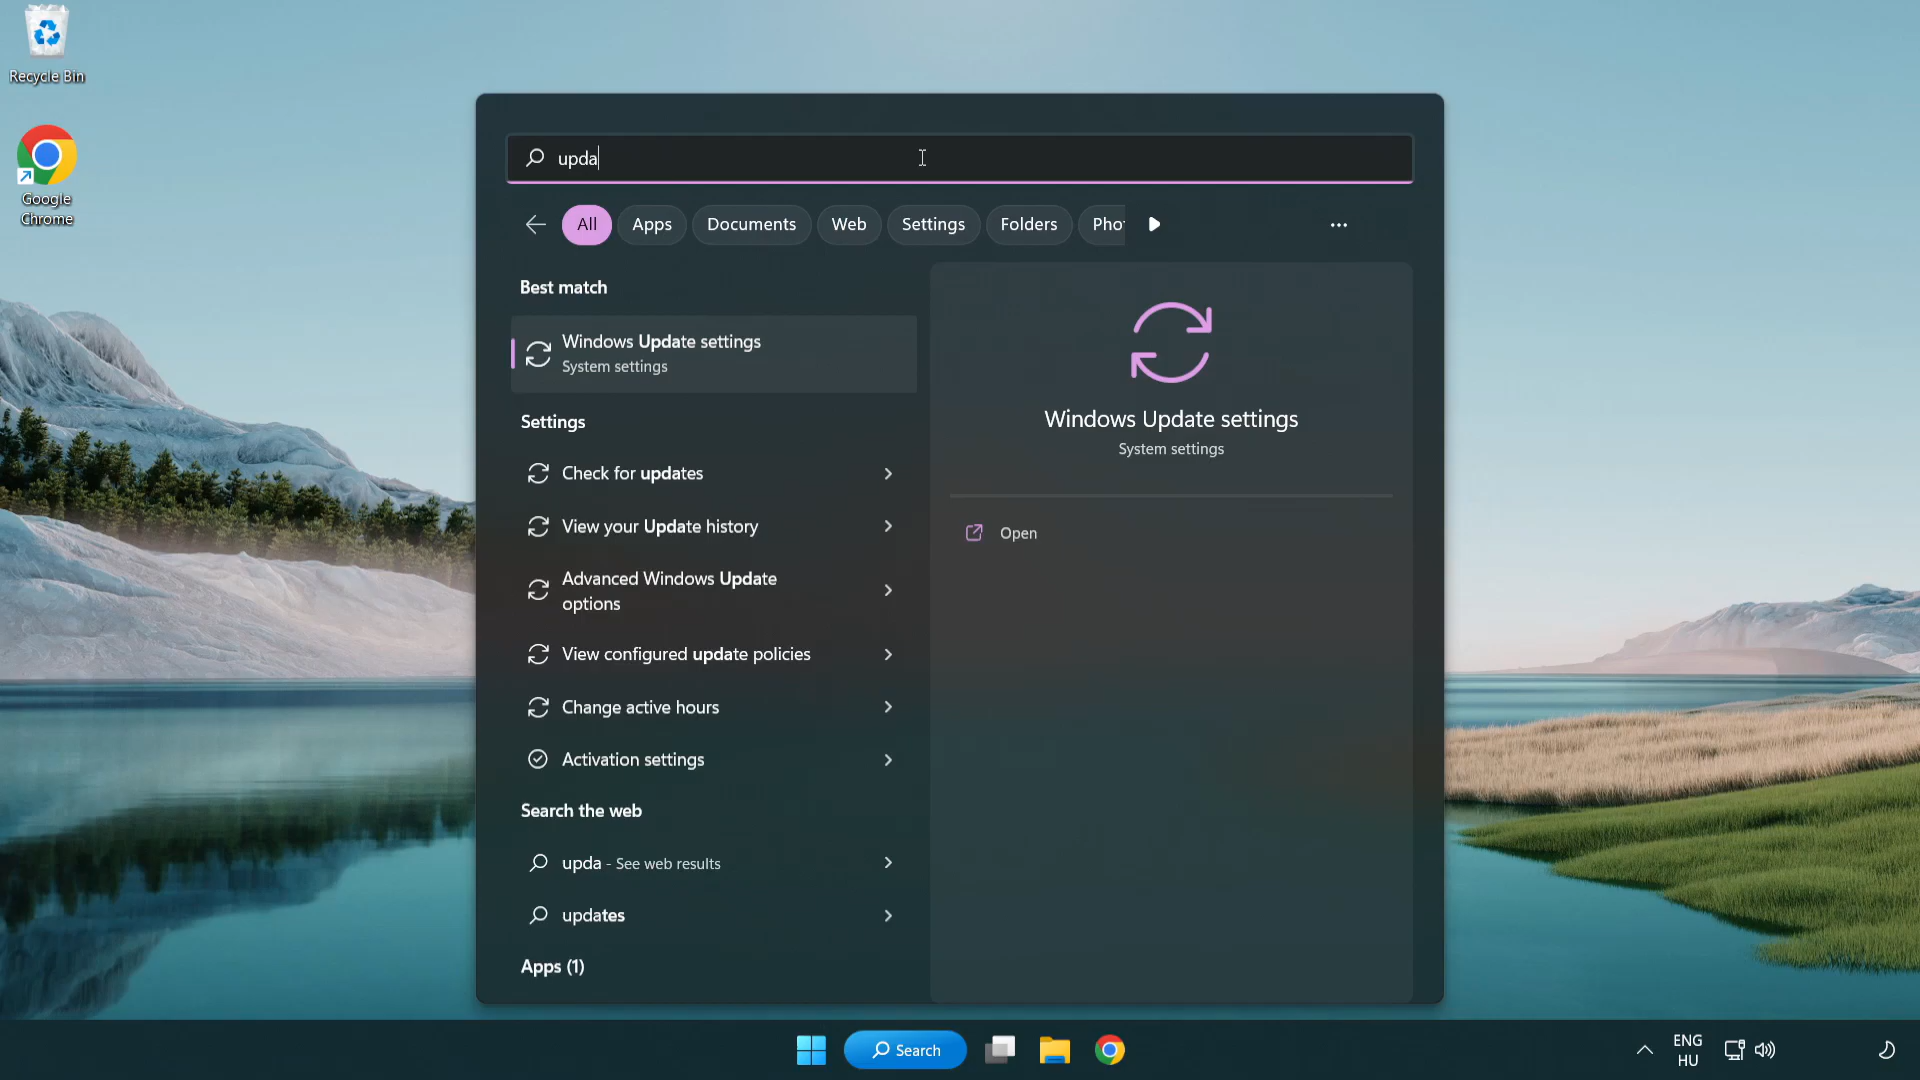 Recycle Bin
Google
Chrome
upda
All
Apps
Documents
Web
Settings
Folders
Pho
Best match
Windows Update settings
System settings
Settings
Check for updates
View your Update history
Advanced Windows Update
options
View configured update policies
Change active hours
Activation settings
Search the web
upda - See web results
updates
Apps (1)
Windows Update settings
System settings
Open
Search
ENG
HU